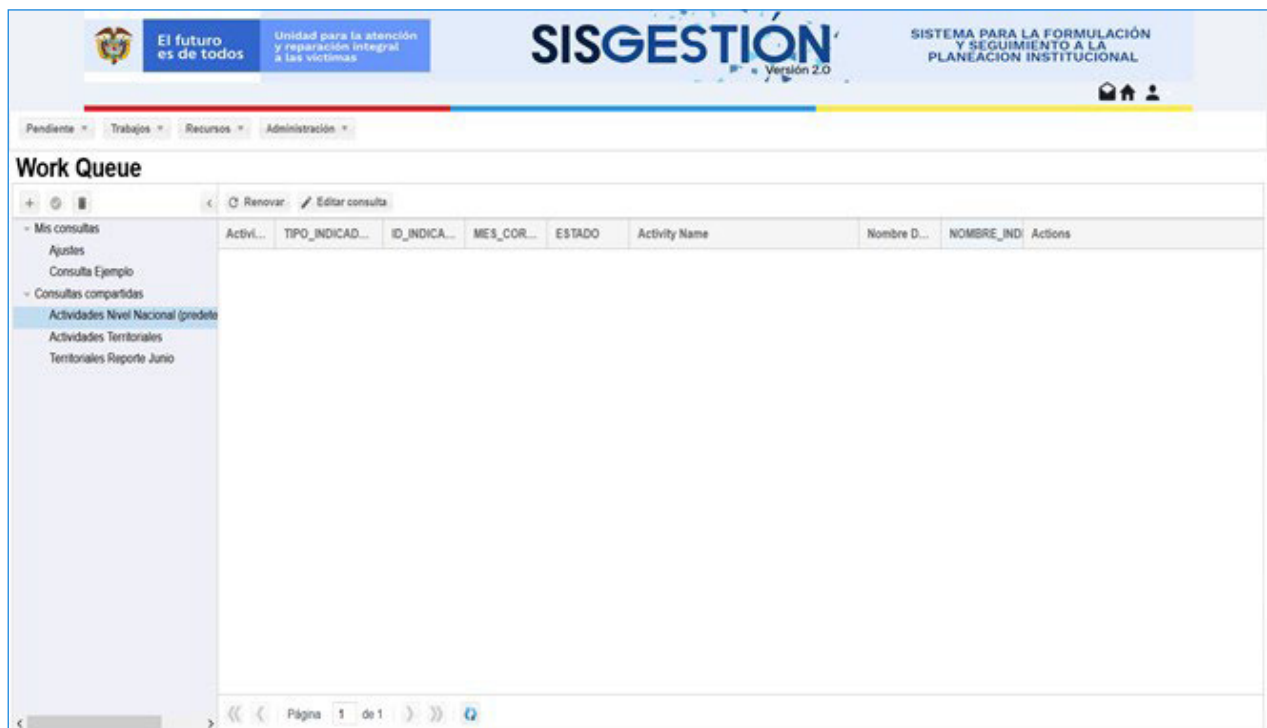 El futuro
es de todos
Unidad para la atención
y reparación integral
a las víctimas
SISGESTIÓN
Versión 2.0
SISTEMA PARA LA FORMULACIÓN
Y SEGUIMIENTO A LA
PLANEACIÓN INSTITUCIONAL
Pendiente Trabajos Recursos Administración
Work Queue
Renovar Editar consulta
Mis consultas
Ajustes
Consulta Ejemplo
Consultas compartidas
Actividades Nivel Nacional (predete
Actividades Territoriales
Territoriales Reporte Junio
Activi... TIPO_INDICAD... ID_INDICA... MES_COR... ESTADO Activity Name Nombre D... NOMBRE_INDI Actions
Página 1 de 1